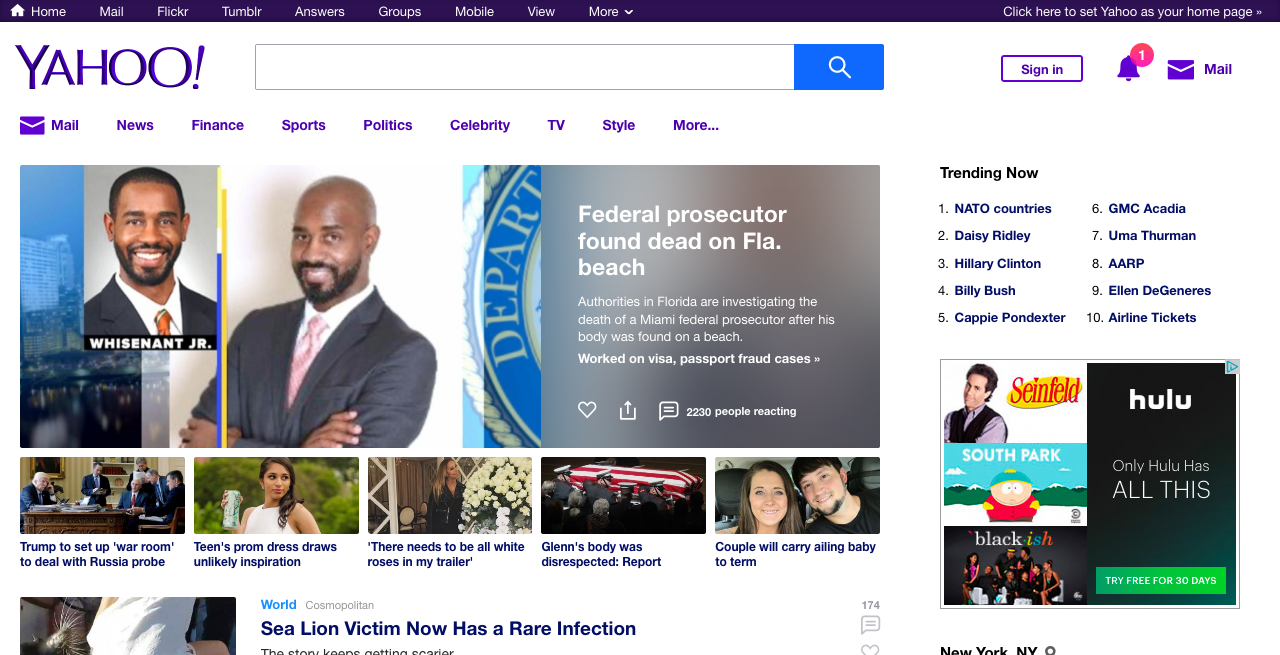 Home Mail Flickr Tumblr Answers Groups Mobile View More Click here to set Yahoo as your home page »
YAHOO!
Sign in 1 Mail
Mail News Finance Sports Politics Celebrity TV Style More...
WHISENANT JR.
DEPART
Federal prosecutor
found dead on Fla.
beach
Authorities in Florida are investigating the
death of a Miami federal prosecutor after his
body was found on a beach.
Worked on visa, passport fraud cases »
2230 people reacting
Trump to set up 'war room'
to deal with Russia probe
Teen's prom dress draws
unlikely inspiration
'There needs to be all white
roses in my trailer'
Glenn's body was
disrespected: Report
Couple will carry ailing baby
to term
World Cosmopolitan 174
Sea Lion Victim Now Has a Rare Infection
The story keeps getting scarier.
Trending Now
1. NATO countries
2. Daisy Ridley
3. Hillary Clinton
4. Billy Bush
5. Cappie Pondexter
6. GMC Acadia
7. Uma Thurman
8. AARP
9. Ellen DeGeneres
10. Airline Tickets
Seinfeld
SOUTH PARK
black-ish
abc
hulu
Only Hulu Has
ALL THIS
TRY FREE FOR 30 DAYS
New York, NY